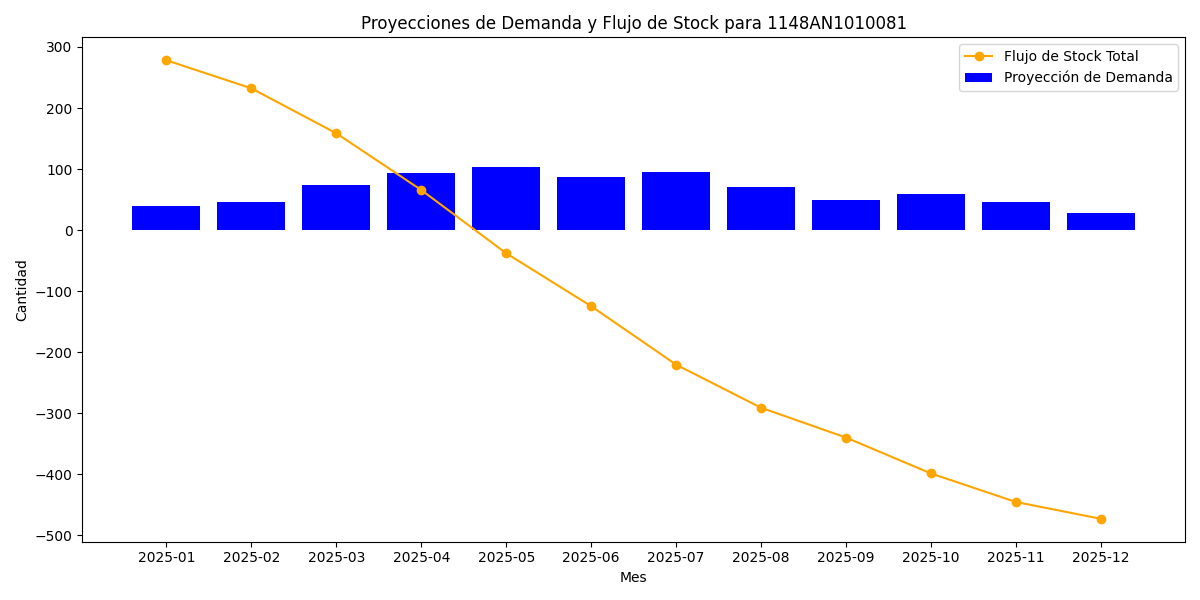 Proyecciones de Demanda y Flujo de Stock para 1148AN1010081
Flujo de Stock Total
Proyección de Demanda
Cantidad
300
200
100
0
−100
−200
−300
−400
−500
2025-01 2025-02 2025-03 2025-04 2025-05 2025-06 2025-07 2025-08 2025-09 2025-10 2025-11 2025-12
Mes